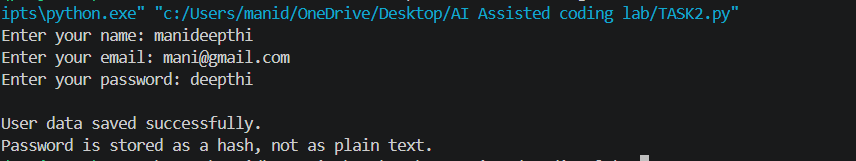 ipts\python.exe" "c:/Users/manid/OneDrive/Desktop/AI Assisted coding lab/TASK2.py"
Enter your name: manideepthi
Enter your email: mani@gmail.com
Enter your password: deepthi
User data saved successfully.
Password is stored as a hash, not as plain text.